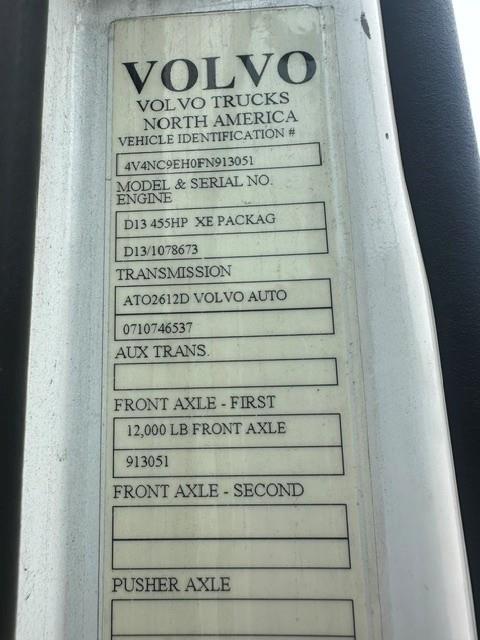 VOLVO
VOLVO TRUCKS
NORTH AMERICA
VEHICLE IDENTIFICATION #
4V4NC9EH0FN913051
MODEL & SERIAL NO.
ENGINE
D13 455HP XE PACKAG
D13/1078673
TRANSMISSION
ATO2612D VOLVO AUTO
0710746537
AUX TRANS.
FRONT AXLE - FIRST
12,000 LB FRONT AXLE
913051
FRONT AXLE - SECOND
PUSHER AXLE